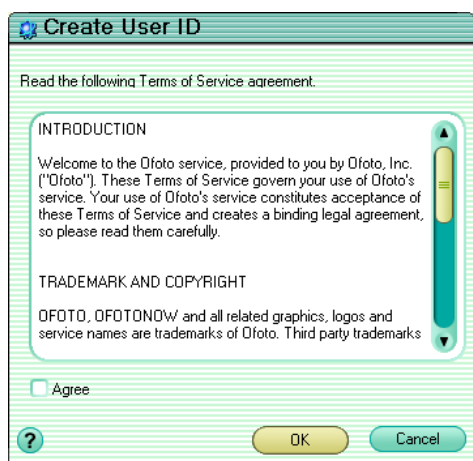 Create User ID
Read the following Terms of Service agreement.
INTRODUCTION
Welcome to the Ofoto service, provided to you by Ofoto, Inc.
("Ofoto"). These Terms of Service govern your use of Ofoto's
service. Your use of Ofoto's service constitutes acceptance of
these Terms of Service and creates a binding legal agreement,
so please read them carefully.
TRADEMARK AND COPYRIGHT
OFOTO, OFOTONOW and all related graphics, logos and
service names are trademarks of Ofoto. Third party trademarks
Agree
?
OK
Cancel